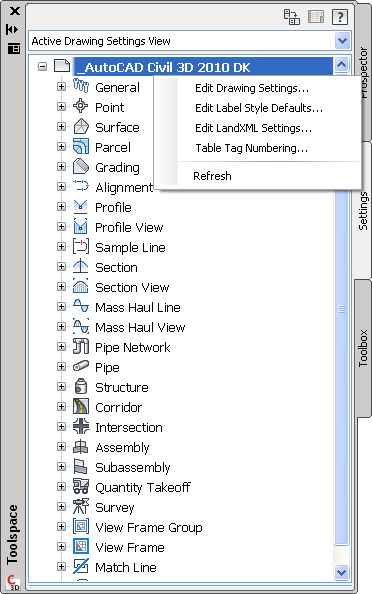 Active Drawing Settings View
_AutoCAD Civil 3D 2010 DK
General
Edit Drawing Settings...
Point
Edit Label Style Defaults...
Surface
Edit LandXML Settings...
Parcel
Table Tag Numbering...
Grading
Refresh
Alignment
Profile
Profile View
Sample Line
Section
Section View
Mass Haul Line
Mass Haul View
Pipe Network
Pipe
Structure
Corridor
Intersection
Assembly
Subassembly
Quantity Takeoff
Survey
View Frame Group
View Frame
Match Line
Prospector
Settings
Toolbox
Toolspace
C 3D